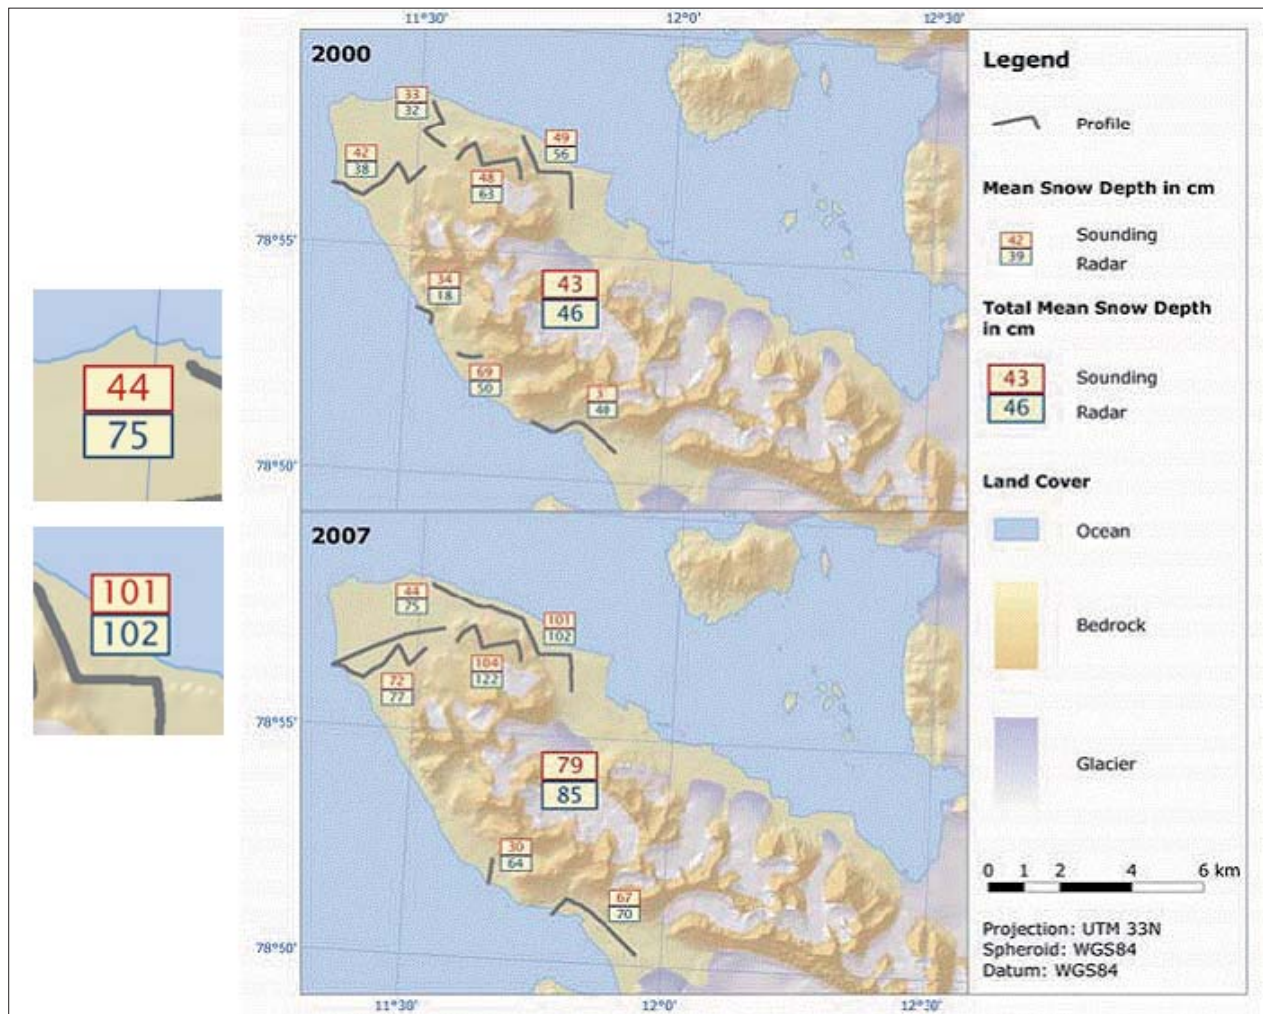 11°30'
12°0'
12°30'
2000
33
32
42
38
49
56
48
63
78°55'
34
18
43
46
69
50
3
48
78°50'
44
75
101
102
2007
44
75
101
102
104
122
72
77
78°55'
79
85
30
64
67
70
78°50'
11°30'
12°0'
12°30'
Legend
Profile
Mean Snow Depth in cm
42
39
Sounding
Radar
Total Mean Snow Depth
in cm
43
46
Sounding
Radar
Land Cover
Ocean
Bedrock
Glacier
0 1 2 4 6 km
Projection: UTM 33N
Spheroid: WGS84
Datum: WGS84